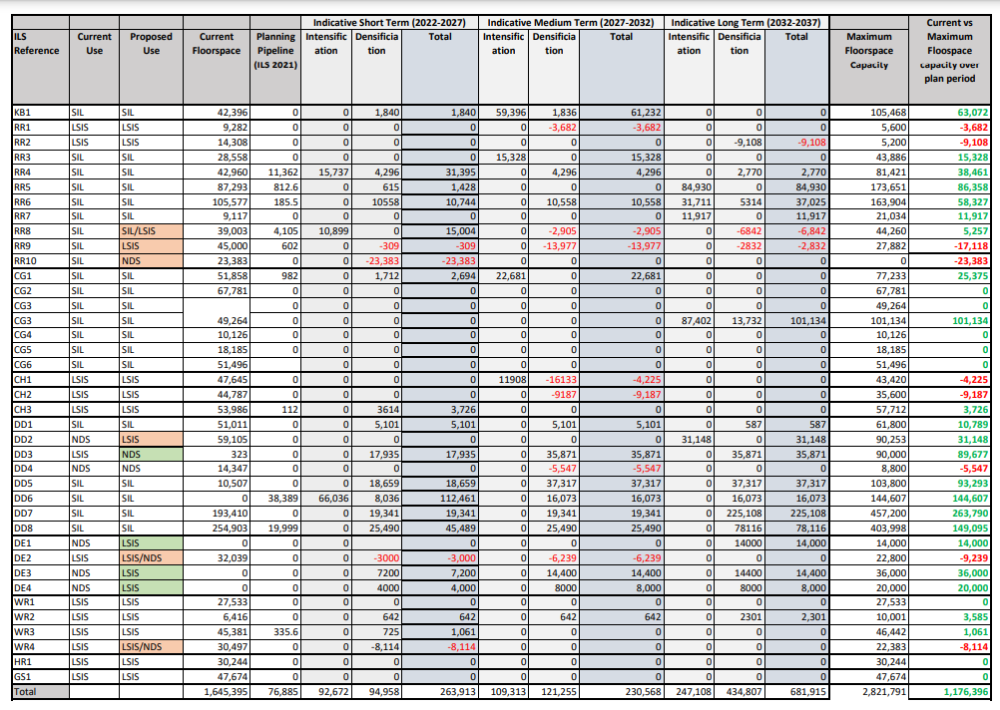 Indicative Short Term (2022-2027) Indicative Medium Term (2027-2032) Indicative Long Term (2032-2037) Current vs
ILS Current Proposed Current Planning Intensific Densificia Total Intensific Densificia Total Intensific Densificia Total Maximum Maximum
Reference Use Use Floorspace Pipeline ation tion ation tion ation tion Floorspace Floospace
(ILS 2021) Capacity capacity over
plan period
KB1 SIL SIL 42,396 0 0 1,840 1,840 59,396 1,836 61,232 0 0 0 105,468 63,072
RR1 LSIS LSIS 9,282 0 0 0 0 0 -3,682 -3,682 0 0 0 5,600 -3,682
RR2 LSIS LSIS 14,308 0 0 0 0 0 0 0 0 -9,108 -9,108 5,200 -9,108
RR3 SIL SIL 28,558 0 0 0 0 15,328 0 15,328 0 0 0 43,886 15,328
RR4 SIL SIL 42,960 11,362 15,737 4,296 31,395 0 4,296 4,296 0 2,770 2,770 81,421 38,461
RR5 SIL SIL 87,293 812.6 0 615 1,428 0 0 0 84,930 0 84,930 173,651 86,358
RR6 SIL SIL 105,577 185.5 0 10558 10,744 0 10,558 10,558 31,711 5314 37,025 163,904 58,327
RR7 SIL SIL 9,117 0 0 0 0 0 0 0 11,917 0 11,917 21,034 11,917
RR8 SIL SIL/LSIS 39,003 4,105 10,899 0 15,004 0 -2,905 -2,905 0 -6842 -6,842 44,260 5,257
RR9 SIL LSIS 45,000 602 0 -309 -309 0 -13,977 -13,977 0 -2832 -2,832 27,882 -17,118
RR10 SIL NDS 23,383 0 0 -23,383 -23,383 0 0 0 0 0 0 0 -23,383
CG1 SIL SIL 51,858 982 0 1,712 2,694 22,681 0 22,681 0 0 0 77,233 25,375
CG2 SIL SIL 67,781 0 0 0 0 0 0 0 0 0 0 67,781 0
CG3 SIL SIL 0 0 0 0 0 0 0 0 0 0 49,264 0
CG3 SIL SIL 49,264 0 0 0 0 0 0 0 87,402 13,732 101,134 101,134 101,134
CG4 SIL SIL 10,126 0 0 0 0 0 0 0 0 0 0 10,126 0
CG5 SIL SIL 18,185 0 0 0 0 0 0 0 0 0 0 18,185 0
CG6 SIL SIL 51,496 0 0 0 0 0 0 0 0 0 51,496 0
CH1 LSIS LSIS 47,645 0 0 0 0 11908 -16133 -4,225 0 0 0 43,420 -4,225
CH2 LSIS LSIS 44,787 0 0 0 0 0 -9187 -9,187 0 0 0 35,600 -9,187
CH3 LSIS LSIS 53,986 112 0 3614 3,726 0 0 0 0 0 0 57,712 3,726
DD1 SIL SIL 51,011 0 0 5,101 5,101 0 5,101 5,101 0 587 587 61,800 10,789
DD2 NDS LSIS 59,105 0 0 0 0 0 0 0 31,148 0 31,148 90,253 31,148
DD3 LSIS NDS 323 0 0 17,935 17,935 0 35,871 35,871 0 35,871 35,871 90,000 89,677
DD4 NDS NDS 14,347 0 0 0 0 0 -5,547 -5,547 0 0 0 8,800 -5,547
DD5 SIL SIL 10,507 0 0 18,659 18,659 0 37,317 37,317 0 37,317 37,317 103,800 93,293
DD6 SIL SIL 0 38,389 66,036 8,036 112,461 0 16,073 16,073 0 16,073 16,073 144,607 144,607
DD7 SIL SIL 193,410 0 0 19,341 19,341 0 19,341 19,341 0 225,108 225,108 457,200 263,790
DD8 SIL SIL 254,903 19,999 0 25,490 45,489 0 25,490 25,490 0 78116 78,116 403,998 149,095
DE1 NDS LSIS 0 0 0 0 0 0 0 0 14000 14,000 14,000 14,000
DE2 LSIS LSIS/NDS 32,039 0 0 -3000 -3,000 0 -6,239 -6,239 0 0 0 22,800 -9,239
DE3 NDS LSIS 0 0 0 7200 7,200 0 14,400 14,400 0 14400 14,400 36,000 36,000
DE4 NDS LSIS 0 0 0 4000 4,000 0 8000 8,000 0 8000 8,000 20,000 20,000
WR1 LSIS LSIS 27,533 0 0 0 0 0 0 0 0 0 0 27,533 0
WR2 LSIS LSIS 6,416 0 0 642 642 0 642 642 0 2301 2,301 10,001 3,585
WR3 LSIS LSIS 45,381 335.6 0 725 1,061 0 0 0 0 0 0 46,442 1,061
WR4 LSIS LSIS/NDS 30,497 0 0 -8,114 -8,114 0 0 0 0 0 0 22,383 -8,114
HR1 LSIS LSIS 30,244 0 0 0 0 0 0 0 0 0 0 30,244 0
GS1 LSIS LSIS 47,674 0 0 0 0 0 0 0 0 0 0 47,674 0
Total 1,645,395 76,885 92,672 94,958 263,913 109,313 121,255 230,568 247,108 434,807 681,915 2,821,791 1,176,396